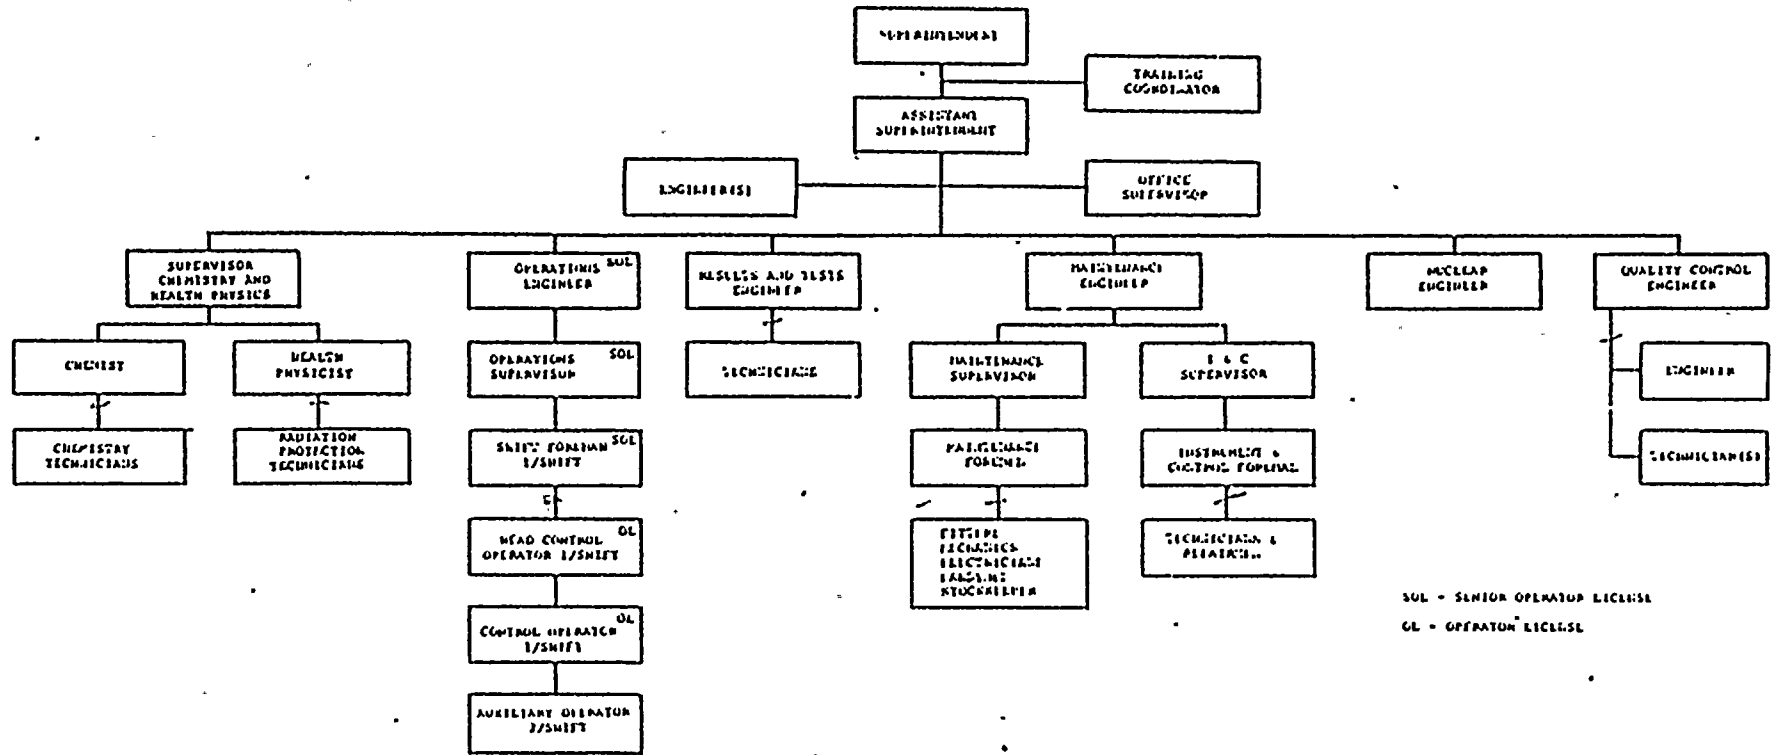 SUPERINTENDENT
TRAINING
COORDINATOR
ASSISTANT
SUPERINTENDENT
ENGINEER(S)
OFFICE
SUPERVISOR
SUPERVISOR
CHEMISTRY AND
HEALTH PHYSICS
OPERATIONS SOL
ENGINEER
RESULTS AND TESTS
ENGINEER
MAINTENANCE
ENGINEER
NUCLEAR
ENGINEER
QUALITY CONTROL
ENGINEER
CHEMIST
HEALTH
PHYSICIST
OPERATIONS SOL
SUPERVISOR
TECHNICIANS
MAINTENANCE
SUPERVISOR
I & C
SUPERVISOR
ENGINEER
CHEMISTRY
TECHNICIANS
RADIATION
PROTECTION
TECHNICIANS
SHIFT FOREMAN SOL
1/SHIFT
MAINTENANCE
FOREMEN
INSTRUMENT &
CONTROL FOREMAN
TECHNICIAN(S)
HEAD CONTROL OL
OPERATOR 1/SHIFT
MECHANICS
ELECTRICIANS
STOCKKEEPER
TECHNICIANS &
REPAIRMEN
CONTROL OPERATOR OL
1/SHIFT
AUXILIARY OPERATOR
/SHIFT
SOL - SENIOR OPERATOR LICENSE
OL - OPERATOR LICENSE